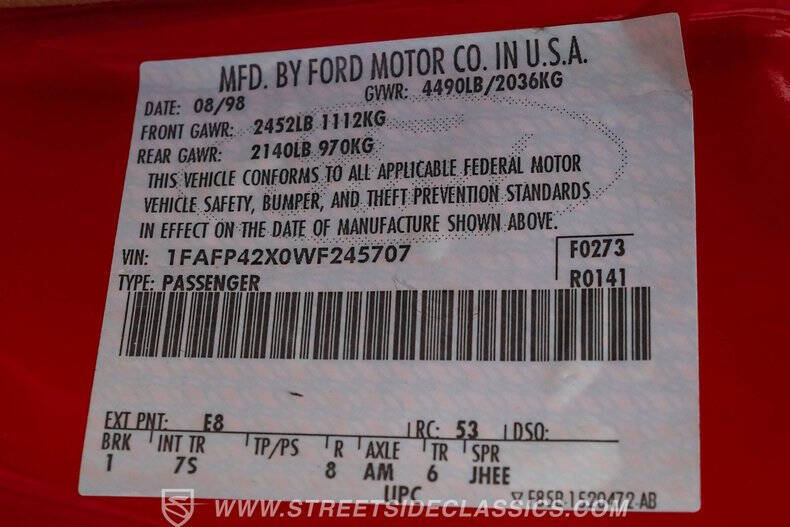 MFD. BY FORD MOTOR CO. IN U.S.A.
DATE: 08/98 GVWR: 4490LB/2036KG
FRONT GAWR: 2452LB 1112KG
REAR GAWR: 2140LB 970KG
THIS VEHICLE CONFORMS TO ALL APPLICABLE FEDERAL MOTOR
VEHICLE SAFETY, BUMPER, AND THEFT PREVENTION STANDARDS
IN EFFECT ON THE DATE OF MANUFACTURE SHOWN ABOVE.
VIN: 1FAFP42X0WF245707 F0273
TYPE: PASSENGER R0141
EXT PNT: E8 RC: 53 DSO:
BRK INT TR TP/PS R AXLE TR SPR
1 7S 8 AM 6 JHEE
UPC F85B-1520472-AB
WWW.STREETSIDECLASSICS.COM